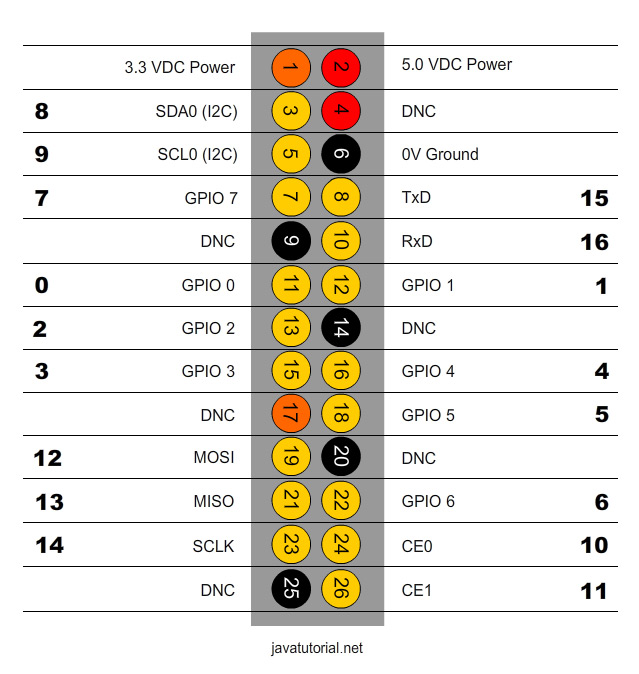 3.3 VDC Power 1 2 5.0 VDC Power
8 SDA0 (I2C) 3 4 DNC
9 SCL0 (I2C) 5 6 0V Ground
7 GPIO 7 7 8 TxD 15
DNC 9 10 RxD 16
0 GPIO 0 11 12 GPIO 1 1
2 GPIO 2 13 14 DNC
3 GPIO 3 15 16 GPIO 4 4
DNC 17 18 GPIO 5 5
12 MOSI 19 20 DNC
13 MISO 21 22 GPIO 6 6
14 SCLK 23 24 CE0 10
DNC 25 26 CE1 11
javatutorial.net